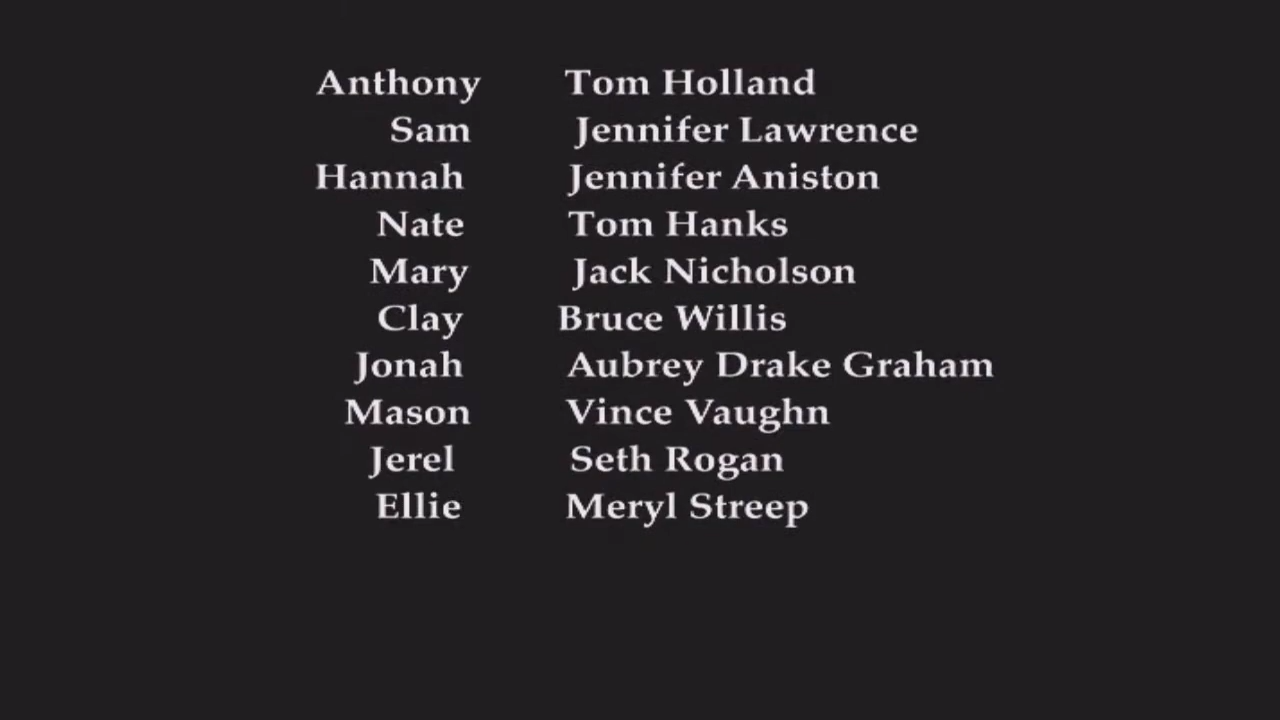 Anthony Tom Holland
Sam Jennifer Lawrence
Hannah Jennifer Aniston
Nate Tom Hanks
Mary Jack Nicholson
Clay Bruce Willis
Jonah Aubrey Drake Graham
Mason Vince Vaughn
Jerel Seth Rogan
Ellie Meryl Streep